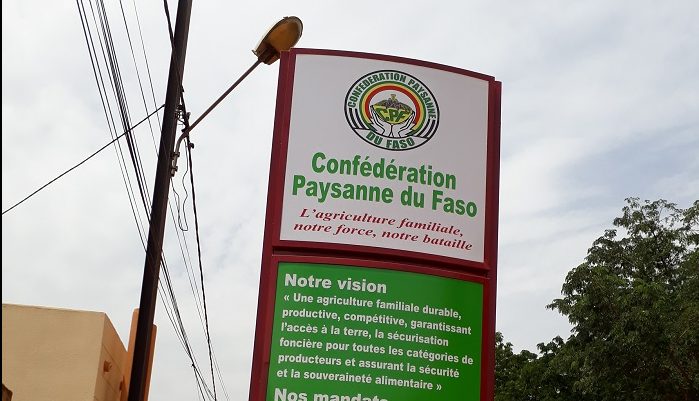 CONFEDERATION PAYSANNE
CPF
DU FASO
Confédération
Paysanne du Faso
L'agriculture familiale,
notre force, notre bataille
Notre vision
« Une agriculture familiale durable,
productive, compétitive, garantissant
l'accès à la terre, la sécurisation
foncière pour toutes les catégories de
producteurs et assurant la sécurité
et la souveraineté alimentaire »
Nos mandats